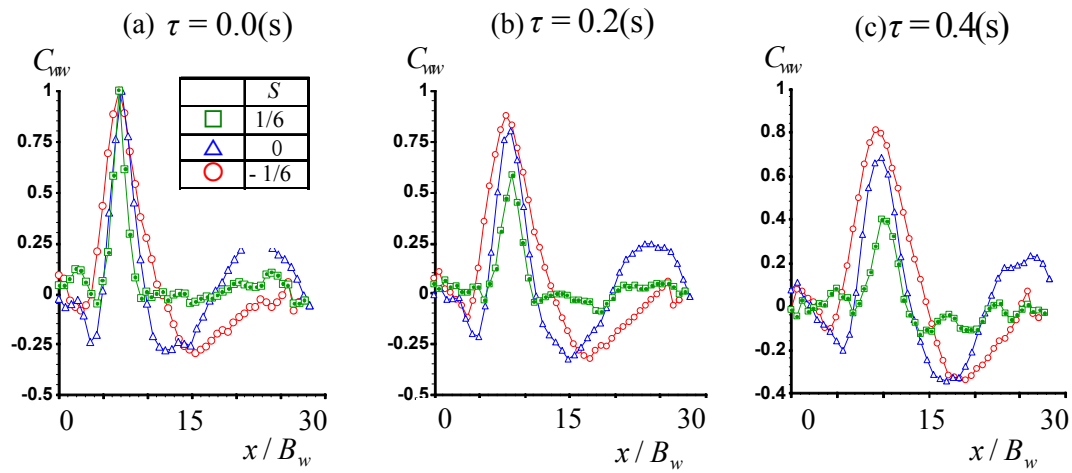 (a) τ = 0.0(s)
C_ww
1
0.75
0.5
0.25
0
-0.25
-0.5
0 15 30
x / B_w
S
1/6
0
- 1/6
(b) τ = 0.2(s)
C_ww
1
0.75
0.5
0.25
0
-0.25
-0.5
0 15 30
x / B_w
(c) τ = 0.4(s)
C_ww
1
0.8
0.6
0.4
0.2
0
-0.2
-0.4
0 15 30
x / B_w